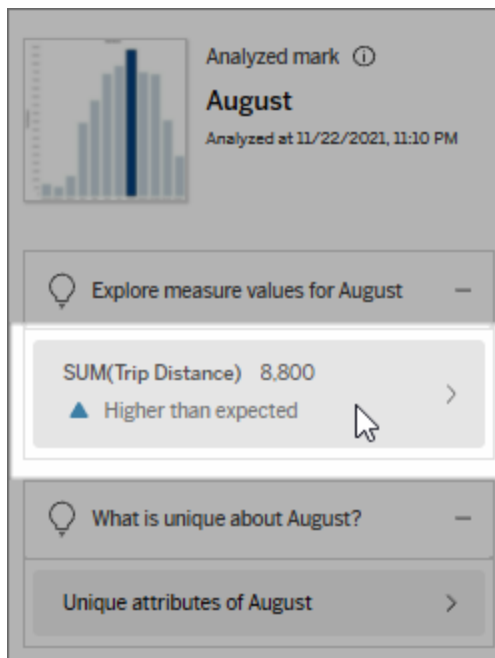 Analyzed mark
August
Analyzed at 11/22/2021, 11:10 PM
Explore measure values for August
SUM(Trip Distance) 8,800
Higher than expected
What is unique about August?
Unique attributes of August